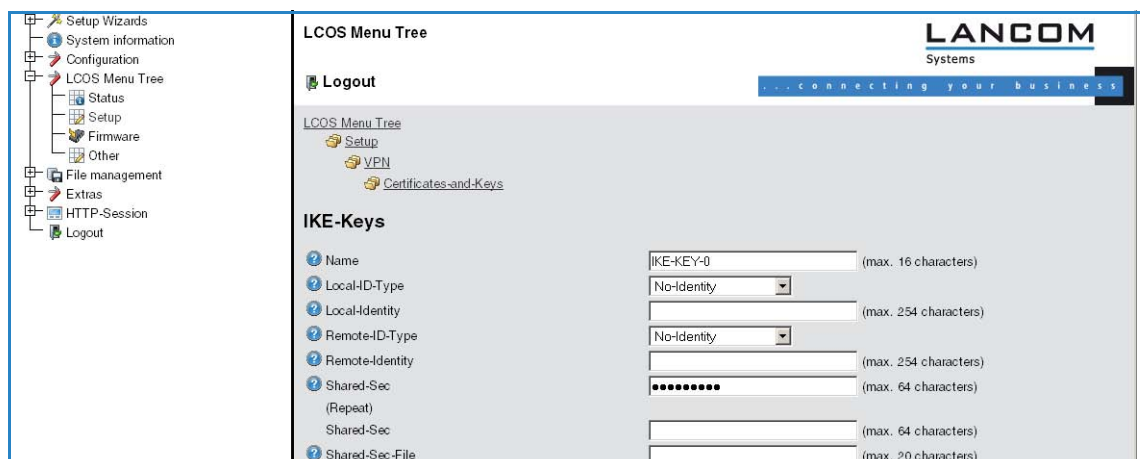 Setup Wizards
System information
Configuration
LCOS Menu Tree
Status
Setup
Firmware
Other
File management
Extras
HTTP-Session
Logout
LCOS Menu Tree
LANCOM
Systems
Logout
...connecting your business
LCOS Menu Tree
Setup
VPN
Certificates-and-Keys
IKE-Keys
Name IKE-KEY-0 (max. 16 characters)
Local-ID-Type No-Identity
Local-Identity (max. 254 characters)
Remote-ID-Type No-Identity
Remote-Identity (max. 254 characters)
Shared-Sec ●●●●●●●●● (max. 64 characters)
(Repeat)
Shared-Sec (max. 64 characters)
Shared-Sec-File (max. 20 characters)